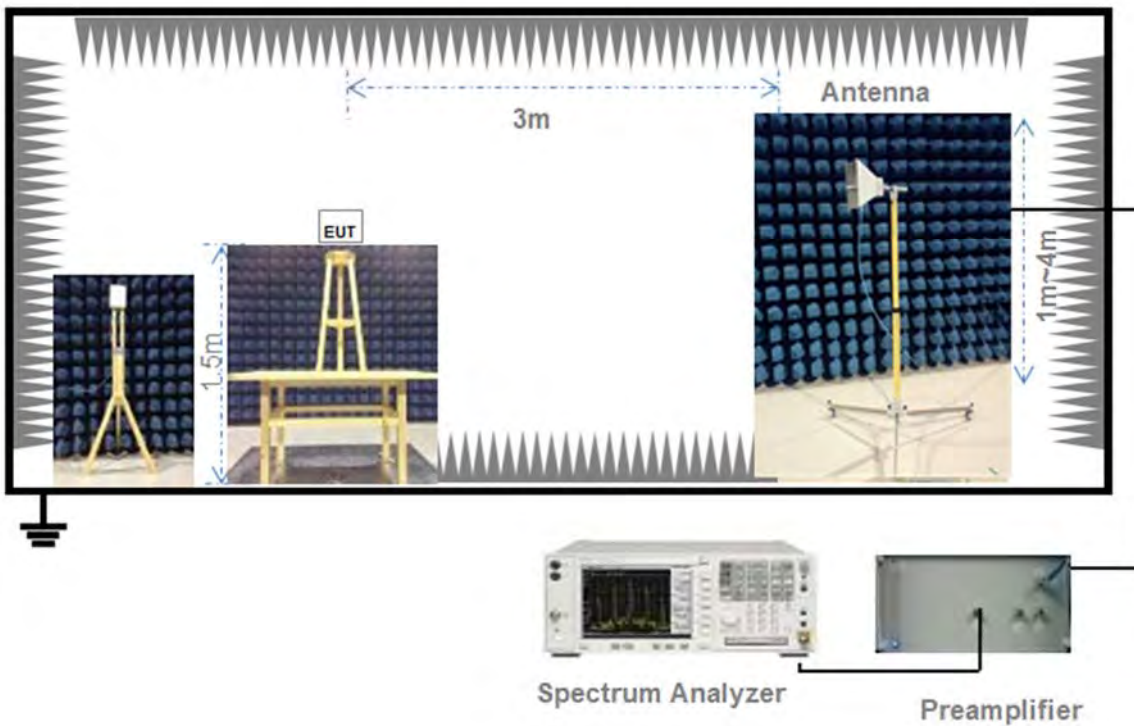 Antenna
3m
EUT
1.5m
1m~4m
Spectrum Analyzer
Preamplifier